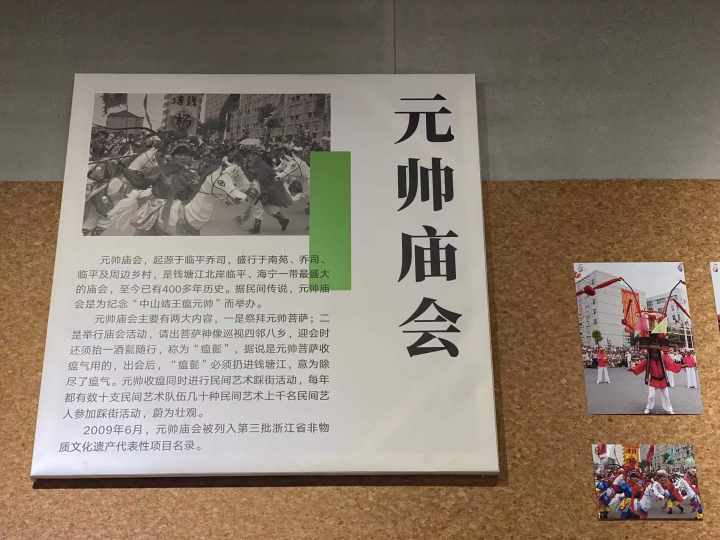 元帅庙会
元帅庙会，起源于临平乔司，盛行于南苑、乔司、
临平及周边乡村，是钱塘江北岸临平、海宁一带最盛大
的庙会，至今已有400多年历史。据民间传说，元帅庙
会是为纪念“中山靖王瘟元帅”而举办。
元帅庙会主要有两大内容，一是祭拜元帅菩萨；二
是举行庙会活动，请出菩萨神像巡视四邻八乡，迎会时
还须抬一酒髭随行，称为“瘟髭”，据说是元帅菩萨收
瘟气用的，出会后，“瘟髭”必须扔进钱塘江，意为除
尽了瘟气。元帅收瘟同时进行民间艺术踩街活动，每年
都有数十支民间艺术队伍几十种民间艺术上千名民间艺
人参加踩街活动，蔚为壮观。
2009年6月，元帅庙会被列入第三批浙江省非物
质文化遗产代表性项目名录。